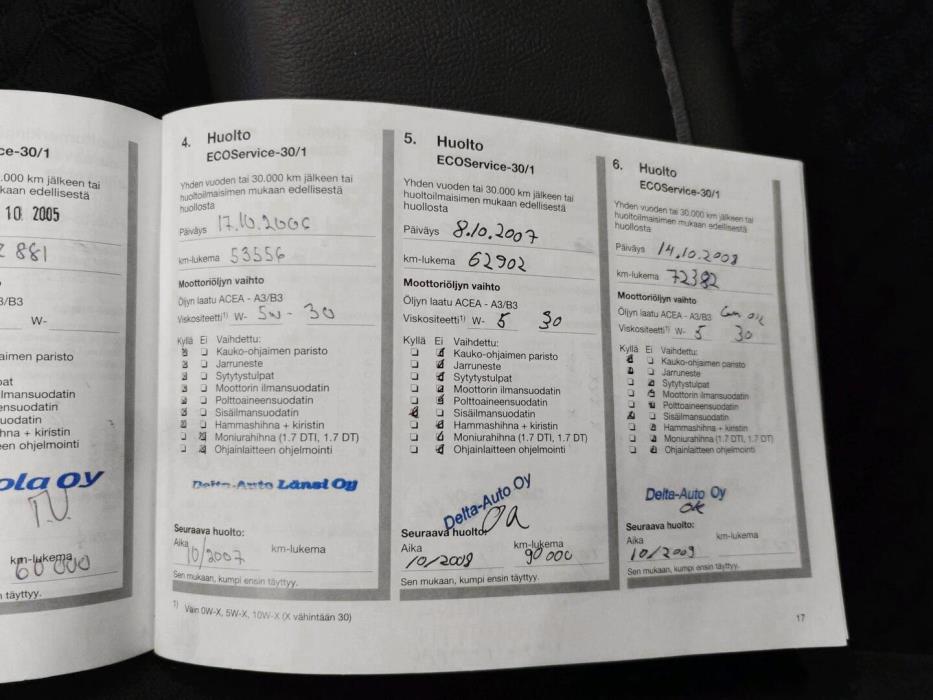 ce-30/1
.000 km jälkeen tai
kaan edellisestä
10 2005
881
3/B3
W-
aimen paristo
pat
lmansuodatin
ensuodatin
uodatin
hna + kiristin
een ohjelmointi
ola Oy
T.U.
km-lukema
60 000
täyttyy.
4. Huolto
ECOService-30/1
Yhden vuoden tai 30.000 km jälkeen tai
huoltoilmaisimen mukaan edellisestä
huollosta
Päiväys 17.10.2006
km-lukema 53556
Moottoriöljyn vaihto
Öljyn laatu ACEA - A3/B3
Viskositeetti1) W- 5w - 30
Kyllä Ei Vaihdettu:
Kauko-ohjaimen paristo
Jarruneste
Sytytystulpat
Moottorin ilmansuodatin
Polttoaineensuodatin
Sisäilmansuodatin
Hammashihna + kiristin
Moniurahihna (1.7 DTI, 1.7 DT)
Ohjainlaitteen ohjelmointi
Delta-Auto Länsi Oy
Seuraava huolto:
Aika km-lukema
10/2007
Sen mukaan, kumpi ensin täyttyy.
1) Vain 0W-X, 5W-X, 10W-X (X vähintään 30)
5. Huolto
ECOService-30/1
Yhden vuoden tai 30.000 km jälkeen tai
huoltoilmaisimen mukaan edellisestä
huollosta
Päiväys 8.10.2007
km-lukema 62902
Moottoriöljyn vaihto
Öljyn laatu ACEA - A3/B3
Viskositeetti1) W- 5 30
Kyllä Ei Vaihdettu:
Kauko-ohjaimen paristo
Jarruneste
Sytytystulpat
Moottorin ilmansuodatin
Polttoaineensuodatin
Sisäilmansuodatin
Hammashihna + kiristin
Moniurahihna (1.7 DTI, 1.7 DT)
Ohjainlaitteen ohjelmointi
Delta-Auto Oy
Seuraava huolto:
Aika km-lukema
10/2008 90000
Sen mukaan, kumpi ensin täyttyy.
6. Huolto
ECOService-30/1
Yhden vuoden tai 30.000 km jälkeen tai
huoltoilmaisimen mukaan edellisestä
huollosta
Päiväys 14.10.2008
km-lukema 72382
Moottoriöljyn vaihto
Öljyn laatu ACEA - A3/B3
Viskositeetti1) W- 5 30
Kyllä Ei Vaihdettu:
Kauko-ohjaimen paristo
Jarruneste
Sytytystulpat
Moottorin ilmansuodatin
Polttoaineensuodatin
Sisäilmansuodatin
Hammashihna + kiristin
Moniurahihna (1.7 DTI, 1.7 DT)
Ohjainlaitteen ohjelmointi
Delta-Auto Oy
Seuraava huolto:
Aika km-lukema
10/2009
Sen mukaan, kumpi ensin täyttyy.
17